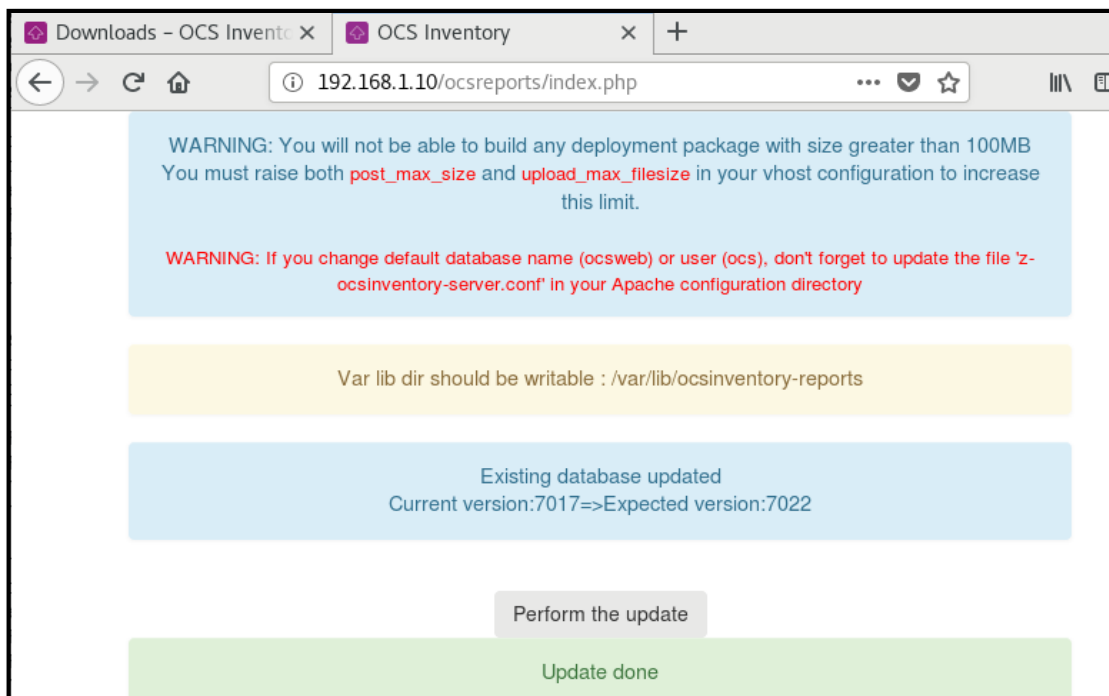 Downloads – OCS Invento
OCS Inventory
192.168.1.10/ocsreports/index.php
WARNING: You will not be able to build any deployment package with size greater than 100MB
You must raise both post_max_size and upload_max_filesize in your vhost configuration to increase
this limit.
WARNING: If you change default database name (ocsweb) or user (ocs), don't forget to update the file 'z-
ocsinventory-server.conf' in your Apache configuration directory
Var lib dir should be writable : /var/lib/ocsinventory-reports
Existing database updated
Current version:7017=>Expected version:7022
Perform the update
Update done